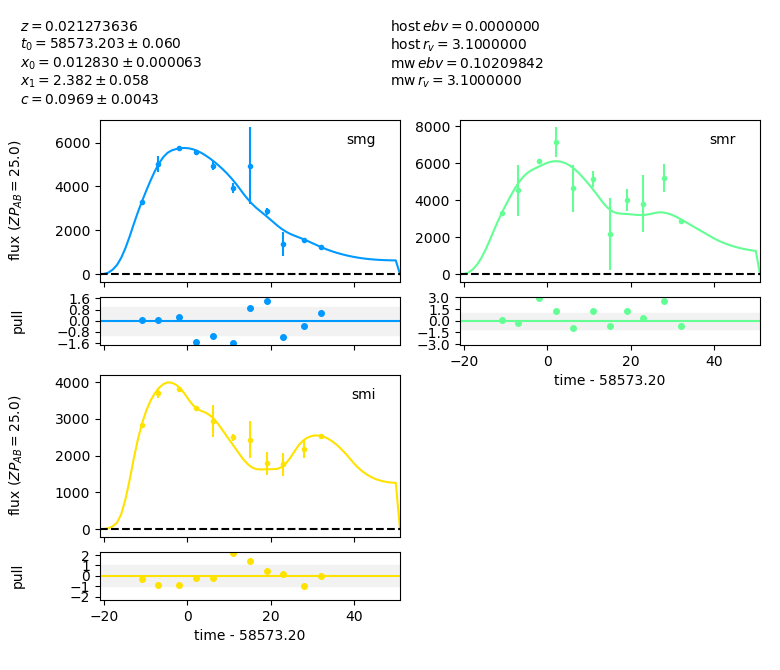 z = 0.021273636
t₀ = 58573.203 ± 0.060
x₀ = 0.012830 ± 0.000063
x₁ = 2.382 ± 0.058
c = 0.0969 ± 0.0043
host ebv = 0.0000000
host r_v = 3.1000000
mw ebv = 0.10209842
mw r_v = 3.1000000
flux (ZP_AB = 25.0)
6000
4000
2000
0
smg
8000
6000
4000
2000
0
smr
pull
1.6
0.8
0.0
−0.8
−1.6
3.0
1.5
0.0
−1.5
−3.0
−20
0
20
40
time - 58573.20
flux (ZP_AB = 25.0)
4000
3000
2000
1000
0
smi
pull
2
1
0
−1
−2
−20
0
20
40
time - 58573.20